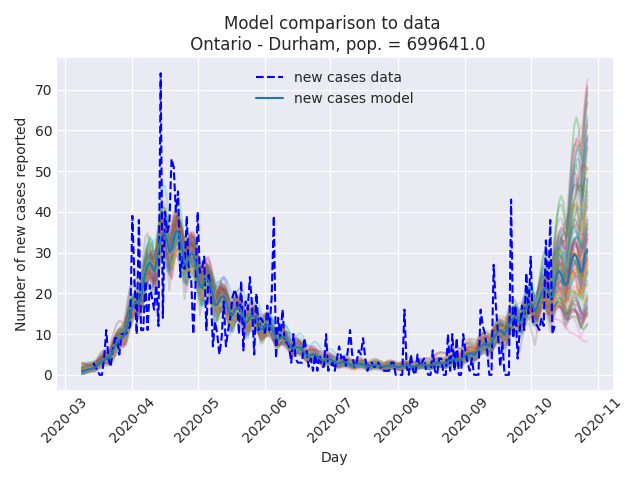 Model comparison to data
Ontario - Durham, pop. = 699641.0
new cases data
new cases model
Number of new cases reported
70
60
50
40
30
20
10
0
2020-03
2020-04
2020-05
2020-06
2020-07
2020-08
2020-09
2020-10
2020-11
Day